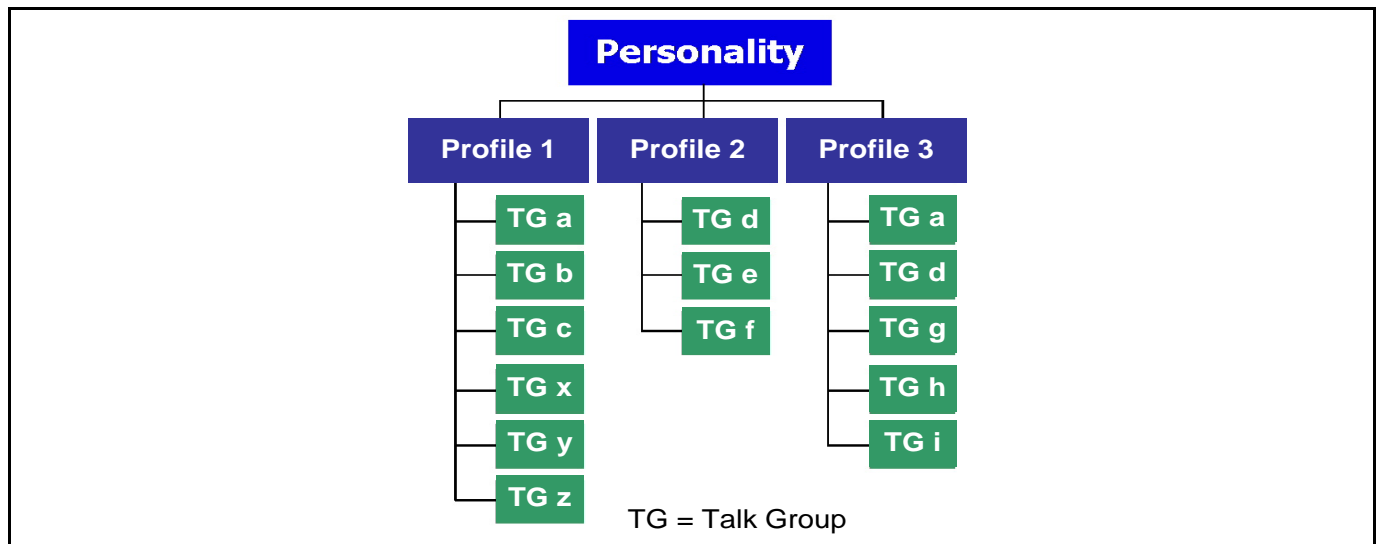 Personality
Profile 1
Profile 2
Profile 3
TG a
TG b
TG c
TG x
TG y
TG z
TG d
TG e
TG f
TG a
TG d
TG g
TG h
TG i
TG = Talk Group